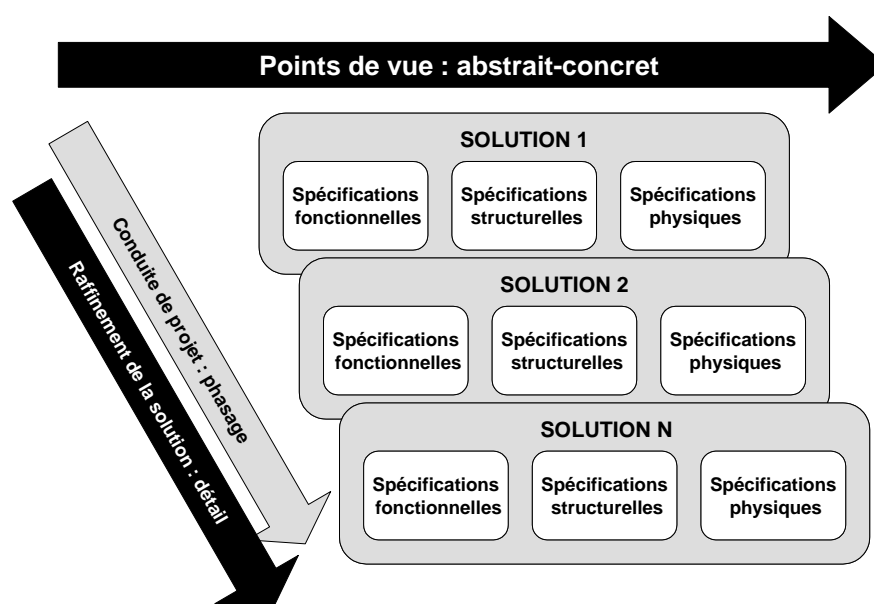 Points de vue : abstrait-concret
Conduite de projet : phasage
Raffinement de la solution : détail
SOLUTION 1
Spécifications
fonctionnelles
Spécifications
structurelles
Spécifications
physiques
SOLUTION 2
Spécifications
fonctionnelles
Spécifications
structurelles
Spécifications
physiques
SOLUTION N
Spécifications
fonctionnelles
Spécifications
structurelles
Spécifications
physiques